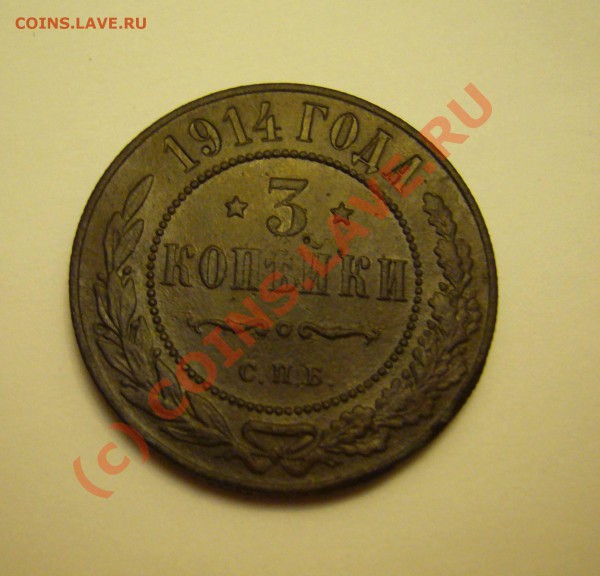 COINS.LAVE.RU
1914 ГОДА
3
КОПѢЙКИ
С.П.Б.
(c) COINS.LAVE.RU